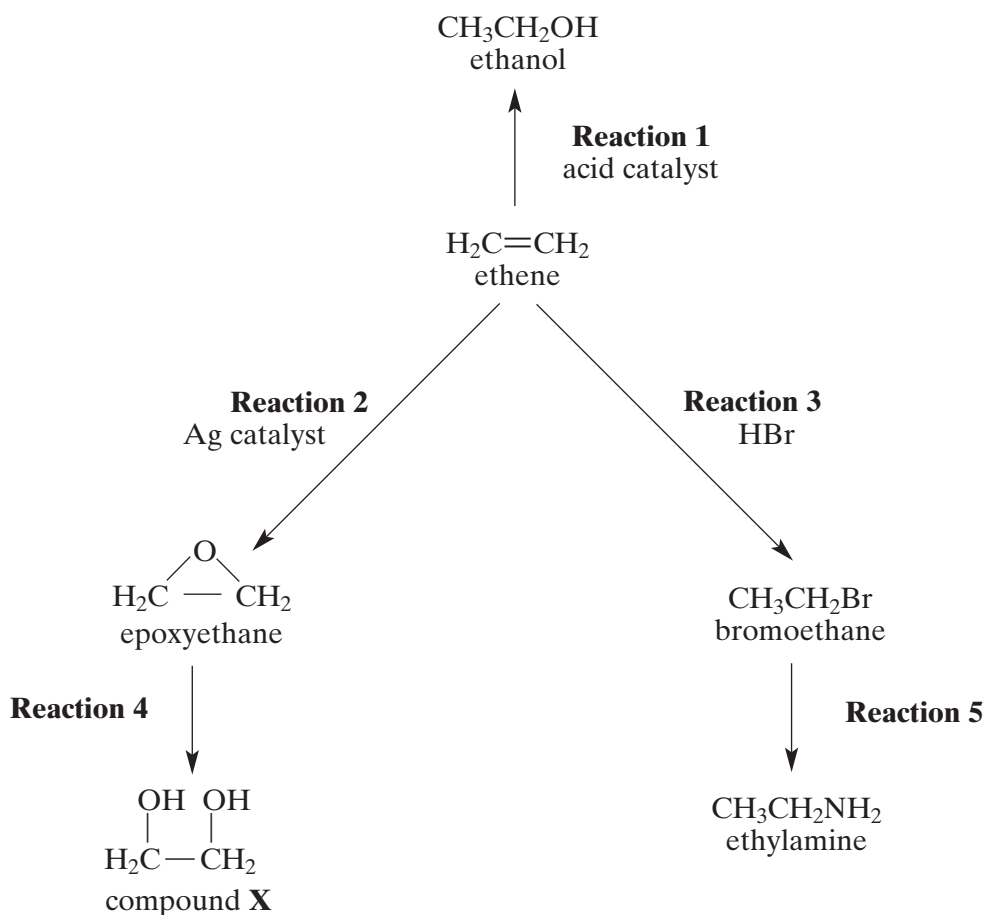 CH₃CH₂OH
ethanol
Reaction 1
acid catalyst
H₂C=CH₂
ethene
Reaction 2
Ag catalyst
Reaction 3
HBr
O
H₂C — CH₂
epoxyethane
CH₃CH₂Br
bromoethane
Reaction 4
Reaction 5
OH OH
H₂C—CH₂
compound X
CH₃CH₂NH₂
ethylamine